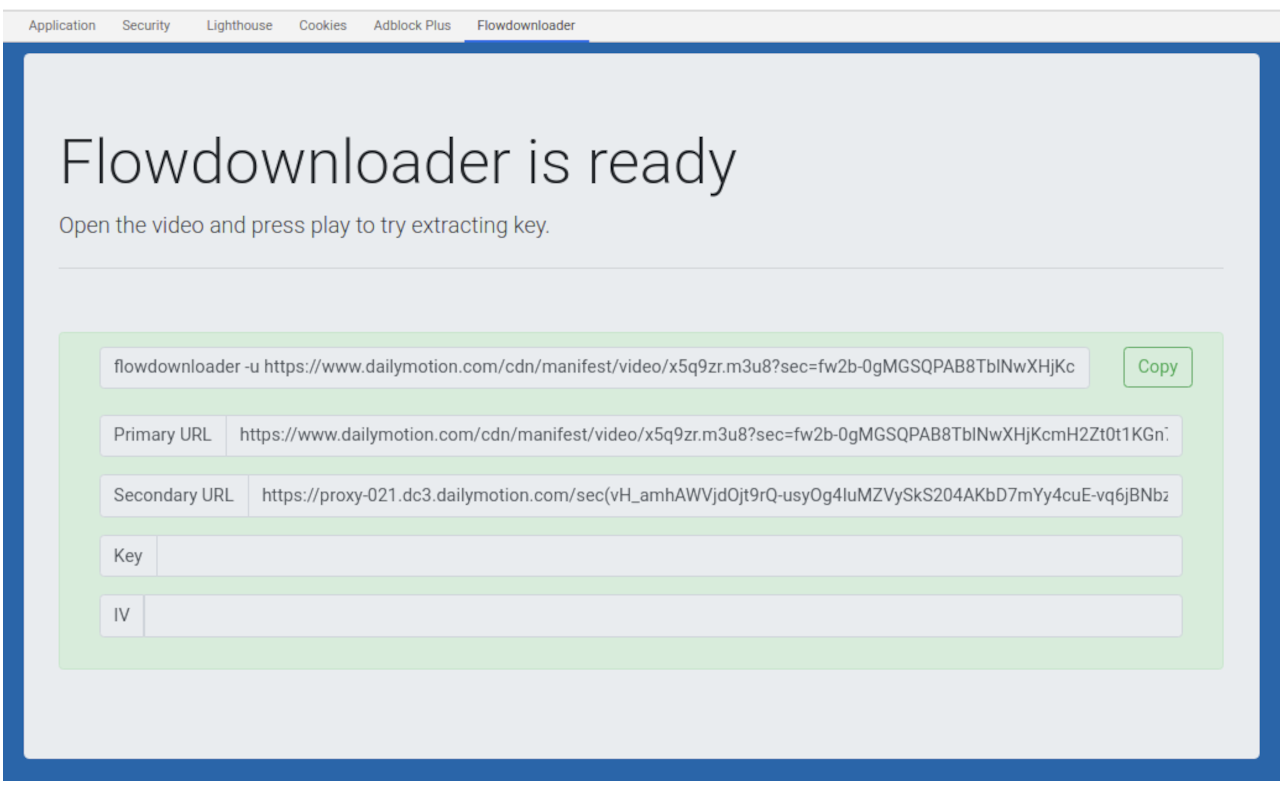 Application Security Lighthouse Cookies Adblock Plus Flowdownloader
Flowdownloader is ready
Open the video and press play to try extracting key.
flowdownloader -u https://www.dailymotion.com/cdn/manifest/video/x5q9zr.m3u8?sec=fw2b-0gMGSQPAB8TblNwXHjKc
Copy
Primary URL https://www.dailymotion.com/cdn/manifest/video/x5q9zr.m3u8?sec=fw2b-0gMGSQPAB8TblNwXHjKcmH2Zt0t1KGn
Secondary URL https://proxy-021.dc3.dailymotion.com/sec(vH_amhAWVjdOjt9rQ-usyOg4luMZVySkS204AKbD7mYy4cuE-vq6jBNbz
Key
IV